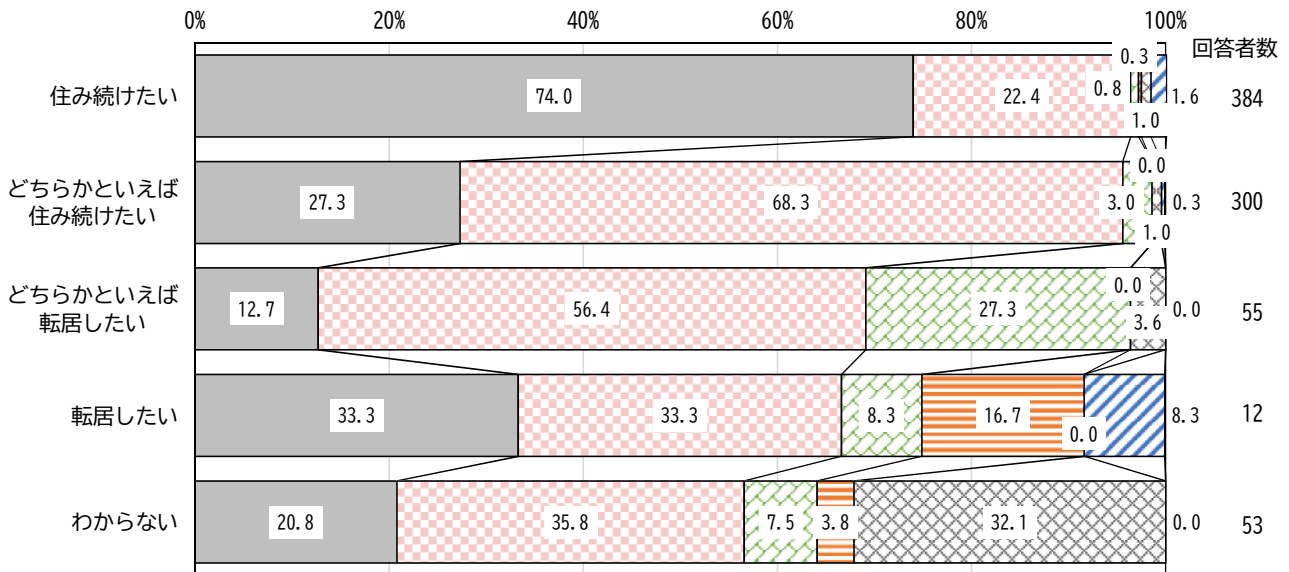 0% 20% 40% 60% 80% 100%
回答者数
住み続けたい 74.0 22.4 0.8 0.3 1.0 1.6 384
どちらかといえば
住み続けたい 27.3 68.3 3.0 0.0 1.0 0.3 300
どちらかといえば
転居したい 12.7 56.4 27.3 0.0 3.6 0.0 55
転居したい 33.3 33.3 8.3 16.7 0.0 8.3 12
わからない 20.8 35.8 7.5 3.8 32.1 0.0 53